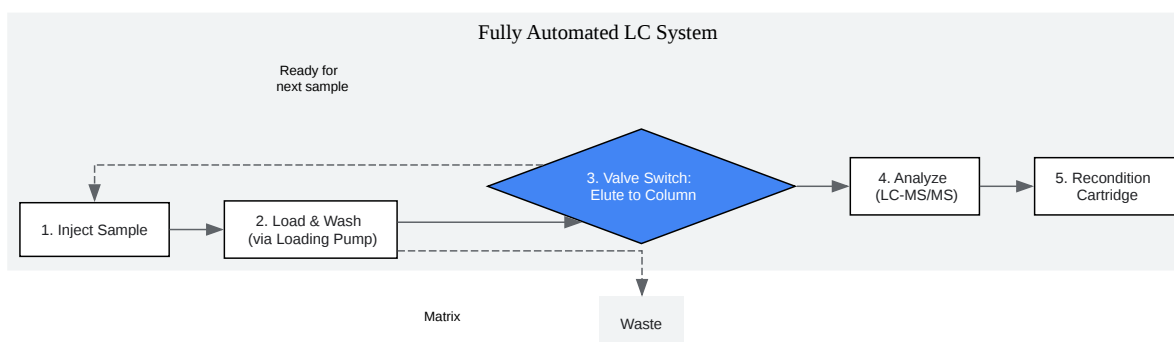 Fully Automated LC System
Ready for
next sample
1. Inject Sample
2. Load & Wash
(via Loading Pump)
3. Valve Switch:
Elute to Column
4. Analyze
(LC-MS/MS)
5. Recondition
Cartridge
Matrix
Waste